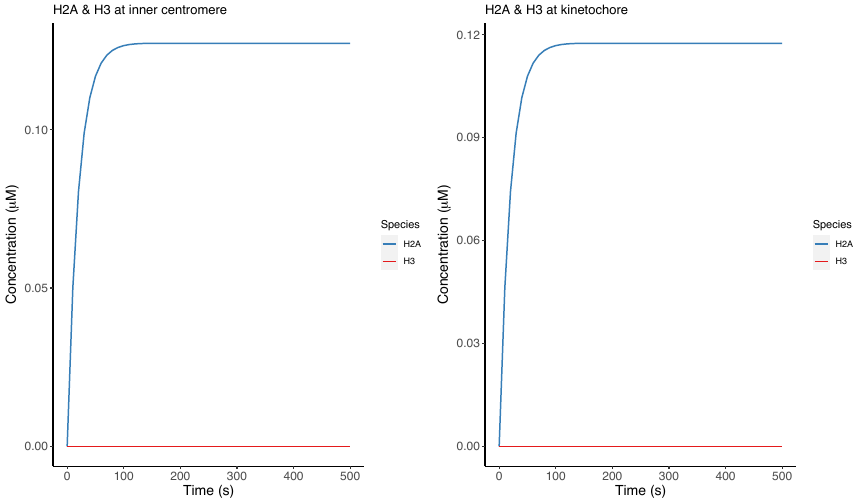 H2A & H3 at inner centromere
Concentration (µM)
0.10
0.05
0.00
0
100
200
300
400
500
Time (s)
Species
H2A
H3
H2A & H3 at kinetochore
Concentration (µM)
0.12
0.09
0.06
0.03
0.00
0
100
200
300
400
500
Time (s)
Species
H2A
H3